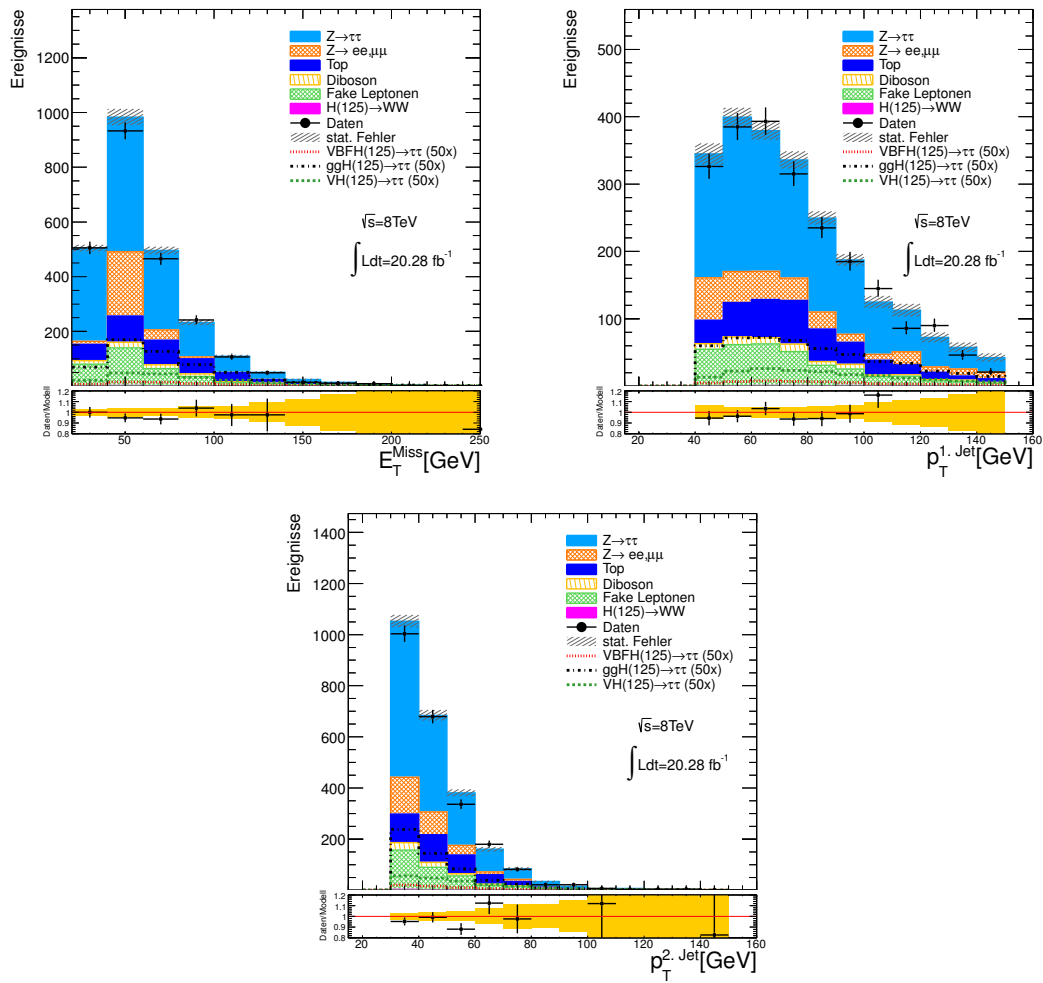 Ereignisse
1200
1000
800
600
400
200
Z→ττ
Z→ ee,μμ
Top
Diboson
Fake Leptonen
H(125)→WW
Daten
stat. Fehler
VBFH(125)→ττ (50x)
ggH(125)→ττ (50x)
VH(125)→ττ (50x)
√s=8TeV
∫ Ldt=20.28 fb⁻¹
Daten/Modell
1.2
1.1
1
0.9
0.8
50 100 150 200 250
E_T^Miss[GeV]
Ereignisse
500
400
300
200
100
Z→ττ
Z→ ee,μμ
Top
Diboson
Fake Leptonen
H(125)→WW
Daten
stat. Fehler
VBFH(125)→ττ (50x)
ggH(125)→ττ (50x)
VH(125)→ττ (50x)
√s=8TeV
∫ Ldt=20.28 fb⁻¹
Daten/Modell
1.2
1.1
1
0.9
0.8
20 40 60 80 100 120 140 160
p_T^1. Jet[GeV]
Ereignisse
1400
1200
1000
800
600
400
200
Z→ττ
Z→ ee,μμ
Top
Diboson
Fake Leptonen
H(125)→WW
Daten
stat. Fehler
VBFH(125)→ττ (50x)
ggH(125)→ττ (50x)
VH(125)→ττ (50x)
√s=8TeV
∫ Ldt=20.28 fb⁻¹
Daten/Modell
1.2
1.1
1
0.9
0.8
20 40 60 80 100 120 140 160
p_T^2. Jet[GeV]